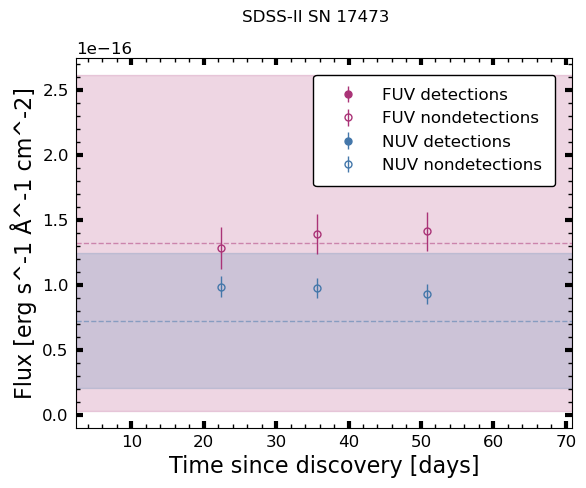 SDSS-II SN 17473
1e−16
FUV detections
FUV nondetections
NUV detections
NUV nondetections
2.5
2.0
1.5
1.0
0.5
0.0
Flux [erg s^-1 Å^-1 cm^-2]
10 20 30 40 50 60 70
Time since discovery [days]